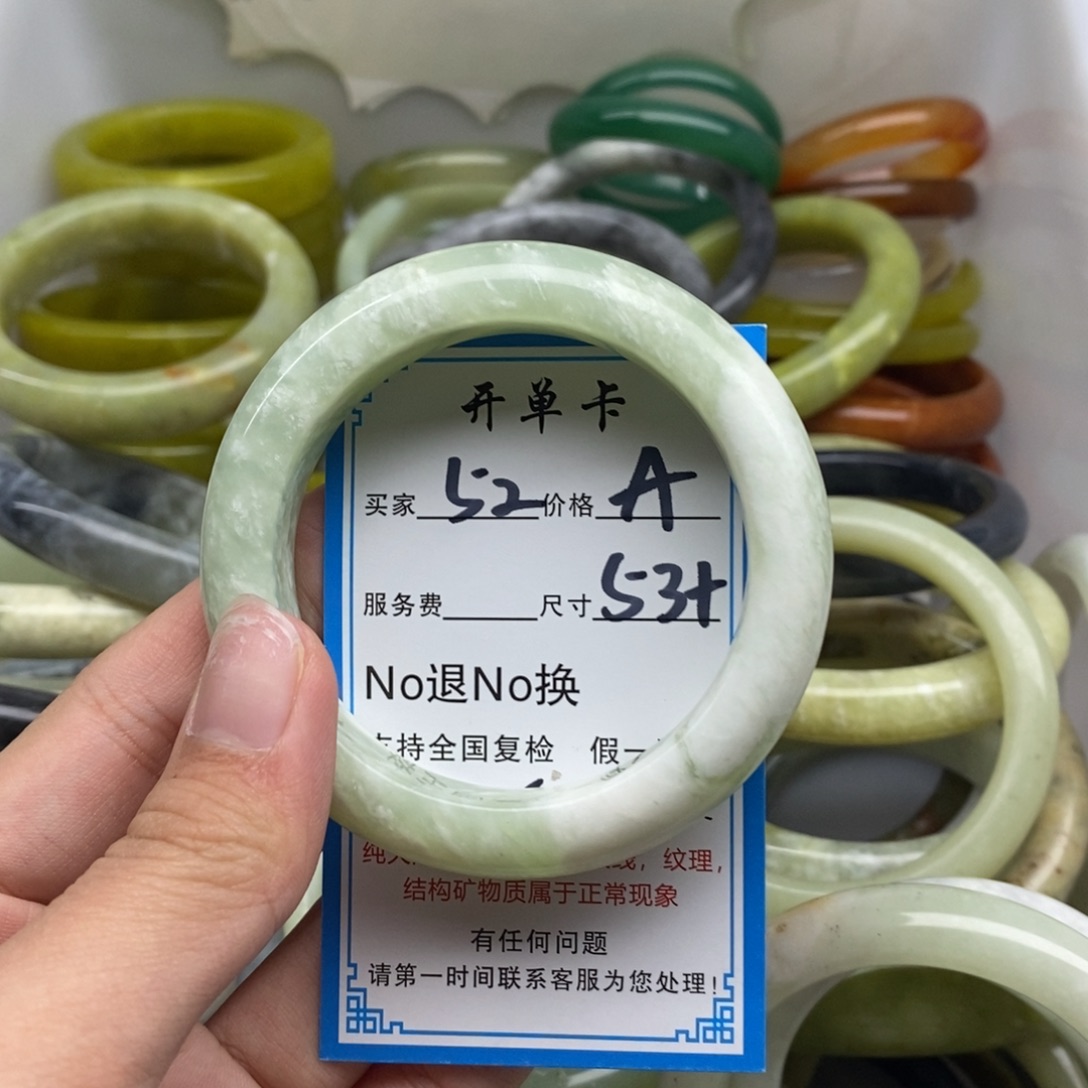 开单卡
买家 52 价格 A
服务费 尺寸 53+
No退No换
支持全国复检 假一
纯 线，纹理，
结构矿物质属于正常现象
有任何问题
请第一时间联系客服为您处理！